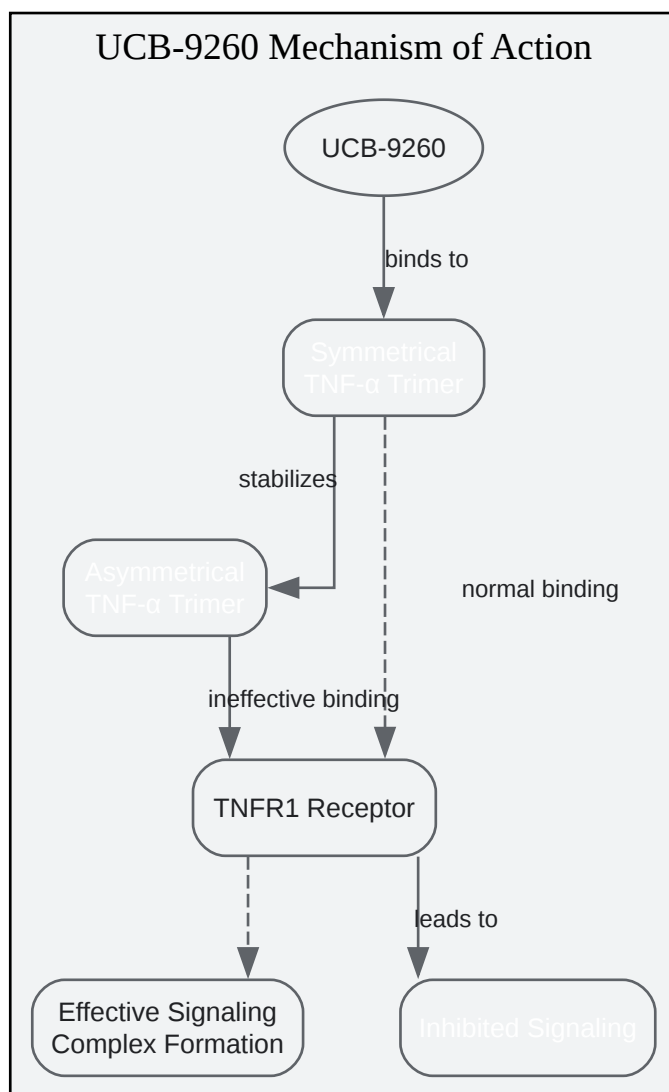 UCB-9260 Mechanism of Action
UCB-9260
binds to
Symmetrical
TNF-α Trimer
stabilizes
Asymmetrical
TNF-α Trimer
normal binding
ineffective binding
TNFR1 Receptor
leads to
Effective Signaling
Complex Formation
Inhibited Signaling